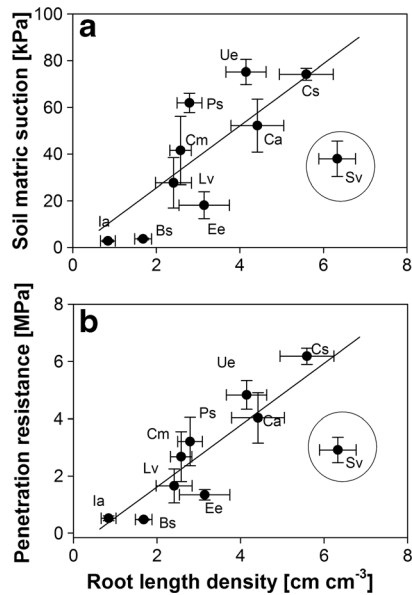 a
Soil matric suction [kPa]
100
80
60
40
20
0
Ue
Cs
Ps
Cm
Ca
Lv
Sv
Ia
Bs
Ee
0 2 4 6 8
b
Penetration resistance [MPa]
8
6
4
2
0
Cs
Ue
Ps
Ca
Cm
Lv
Sv
Ia
Bs
Ee
0 2 4 6 8
Root length density [cm cm⁻³]